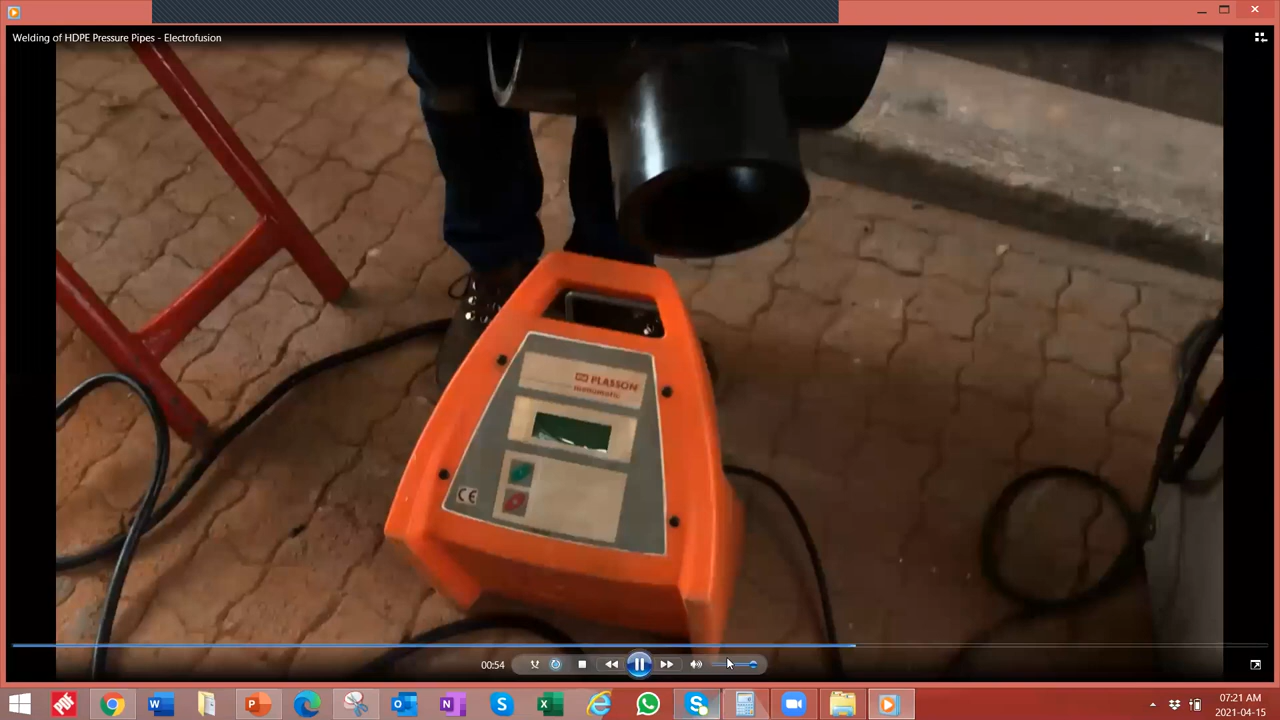 Welding of HDPE Pressure Pipes - Electrofusion
PLASSON
CE
00:54
07:21 AM
2021-04-15